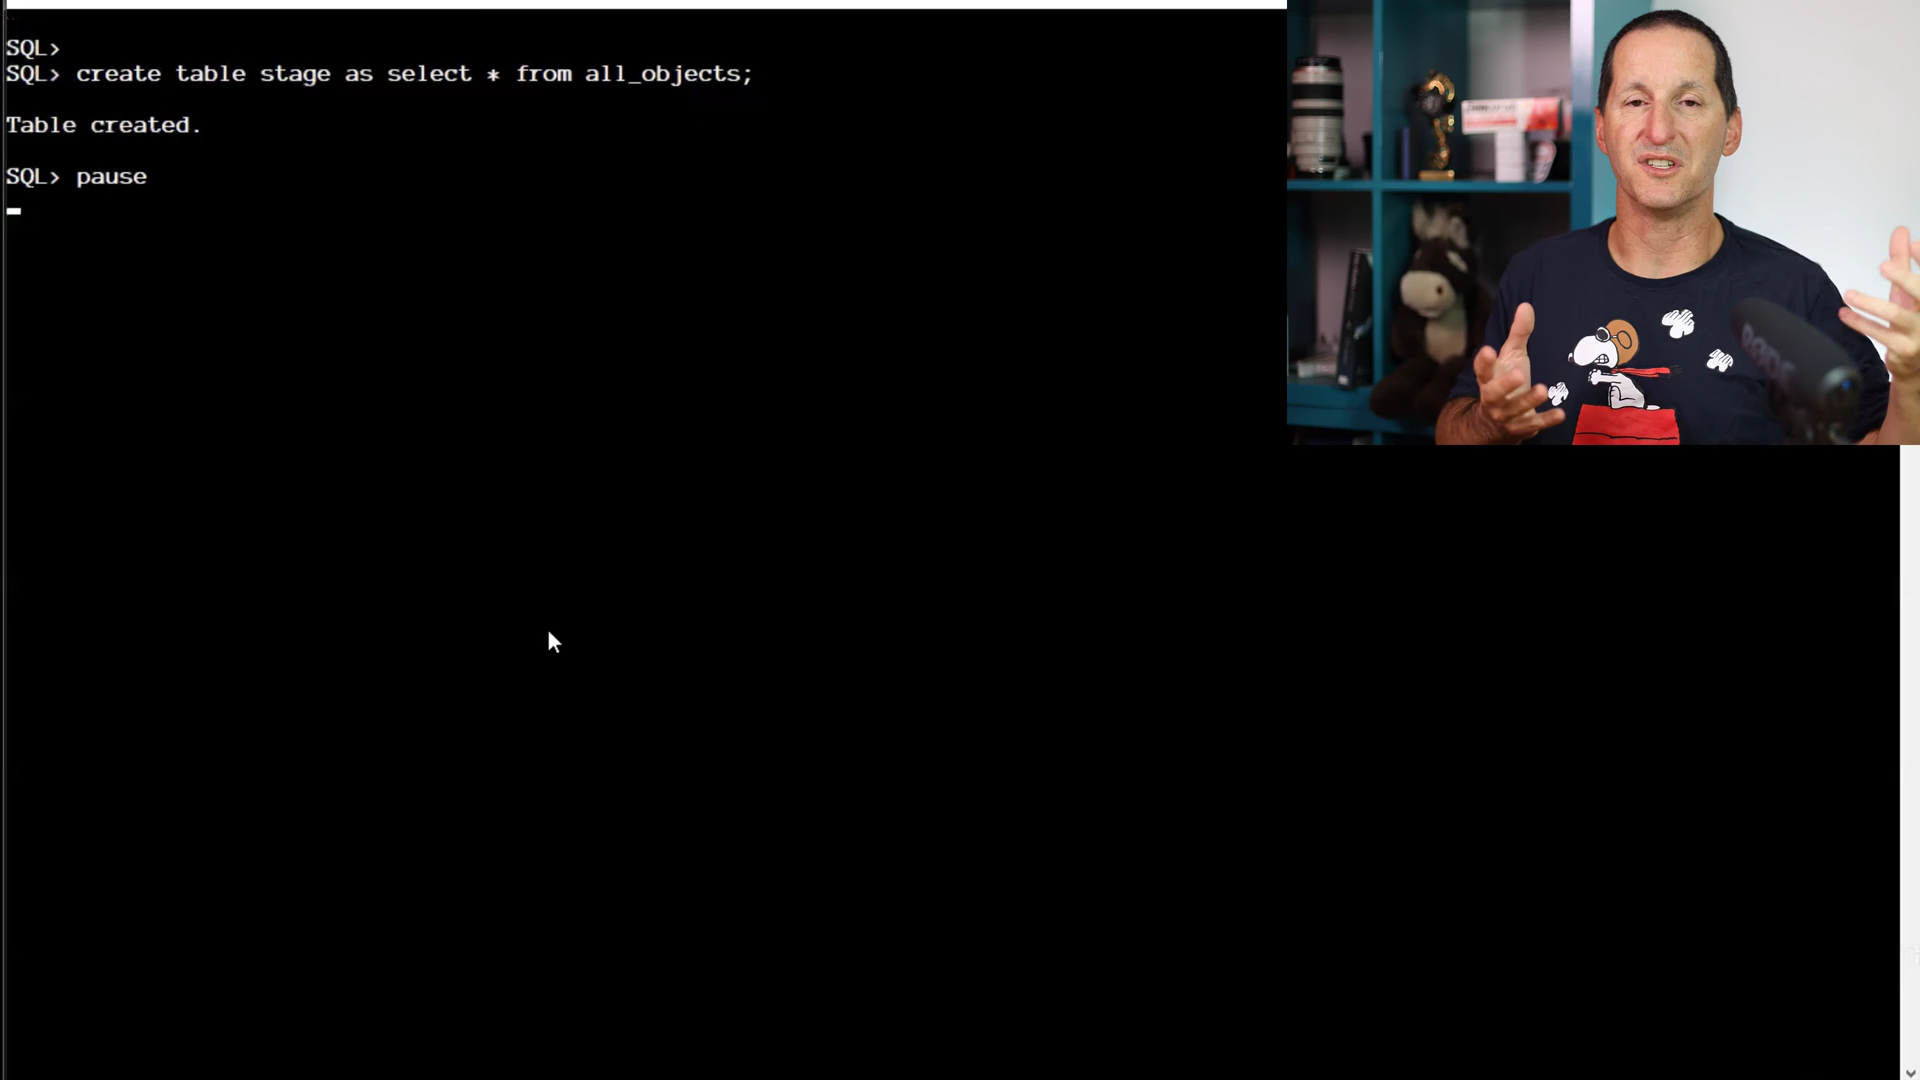 SQL>
SQL> create table stage as select * from all_objects;
Table created.
SQL> pause